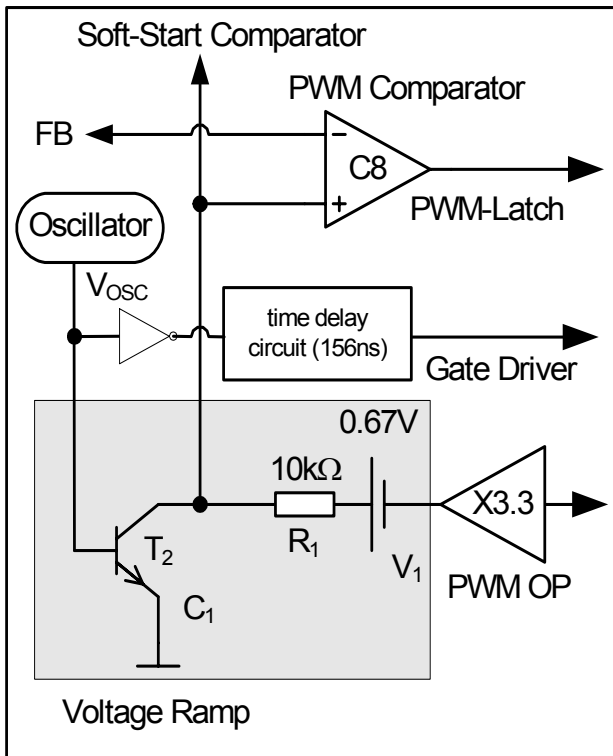 Soft-Start Comparator
PWM Comparator
FB
C8
PWM-Latch
Oscillator
VOSC
time delay
circuit (156ns)
Gate Driver
0.67V
10kΩ
X3.3
R1
V1
T2
C1
PWM OP
Voltage Ramp